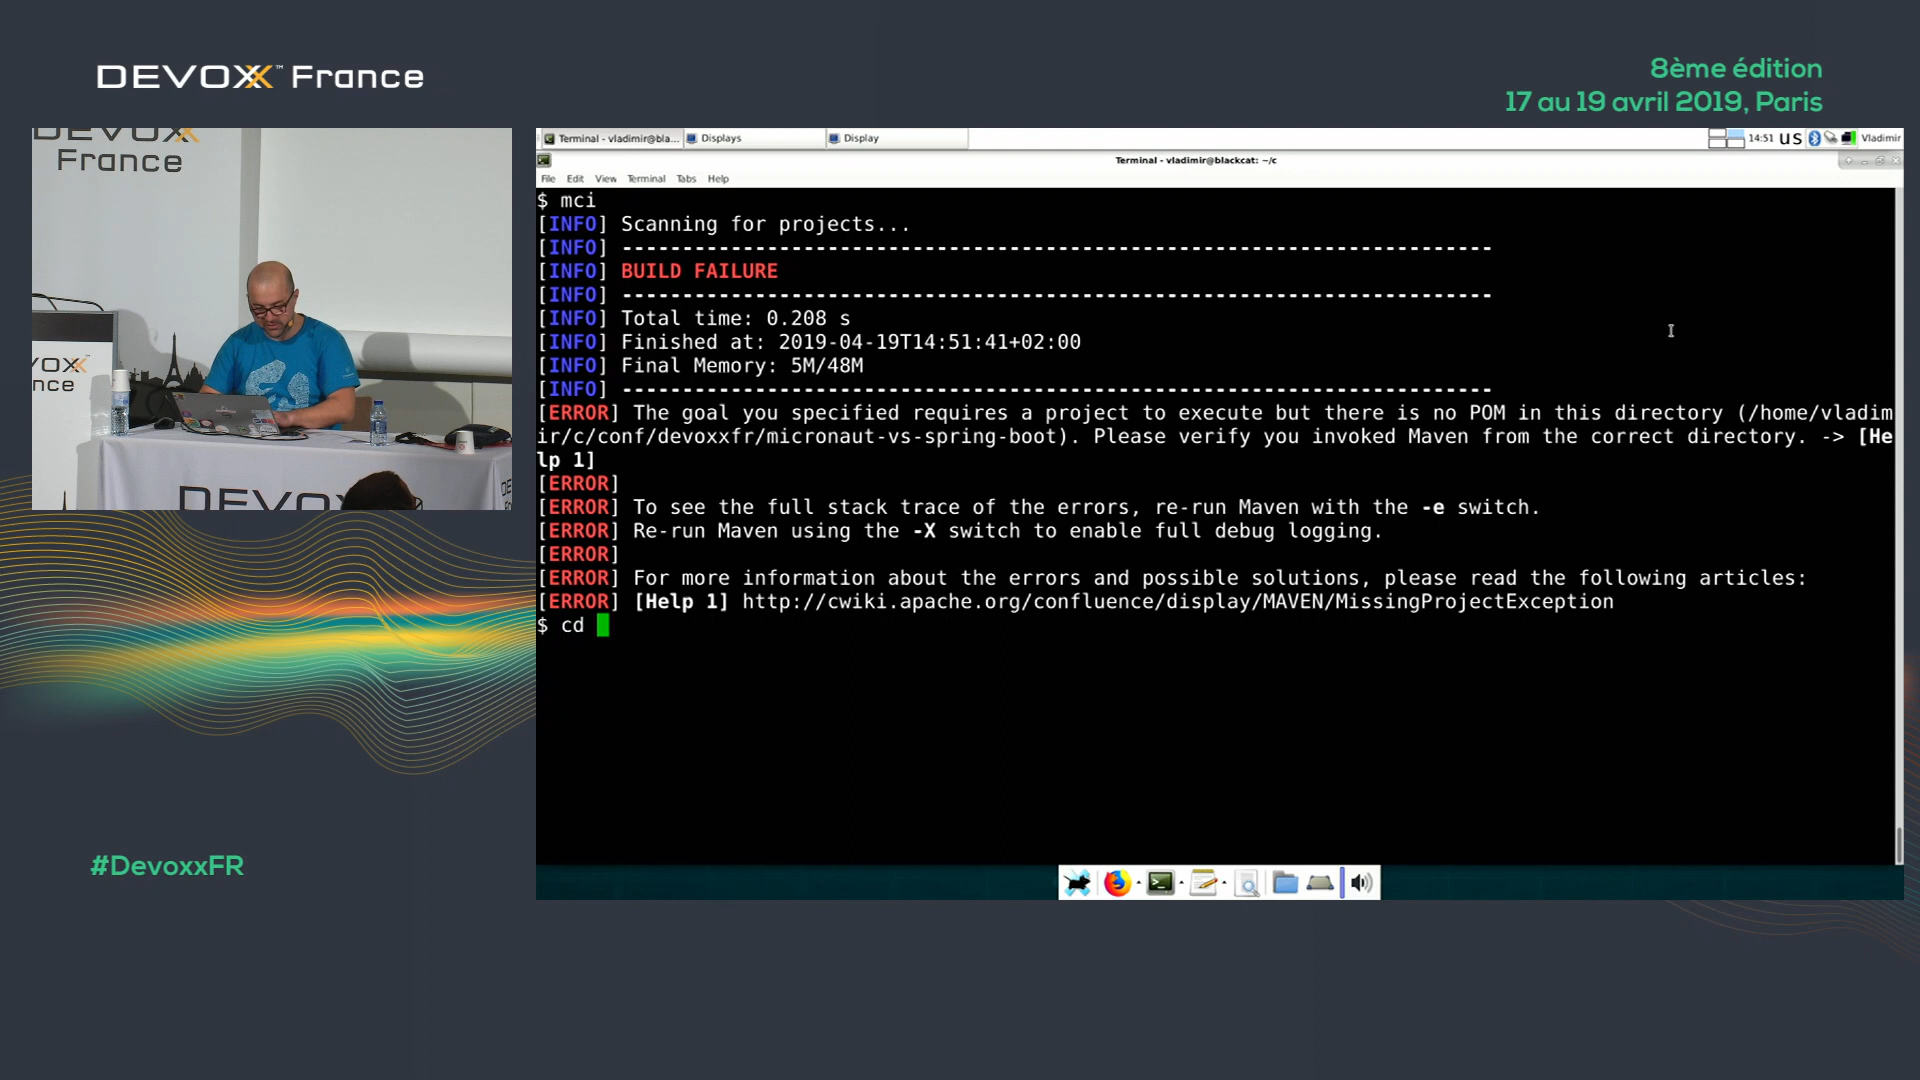 DEVOXX™ France
8ème édition
17 au 19 avril 2019, Paris
DEVOXX
France
VOXX™
nce
DEVOX
Terminal - vladimir@bla... Displays Display 14:51 US Vladimir
Terminal - vladimir@blackcat: ~/c
File Edit View Terminal Tabs Help
$ mci
[INFO] Scanning for projects...
[INFO] ------------------------------------------------------------------------
[INFO] BUILD FAILURE
[INFO] ------------------------------------------------------------------------
[INFO] Total time: 0.208 s
[INFO] Finished at: 2019-04-19T14:51:41+02:00
[INFO] Final Memory: 5M/48M
[INFO] ------------------------------------------------------------------------
[ERROR] The goal you specified requires a project to execute but there is no POM in this directory (/home/vladim
ir/c/conf/devoxxfr/micronaut-vs-spring-boot). Please verify you invoked Maven from the correct directory. -> [He
lp 1]
[ERROR]
[ERROR] To see the full stack trace of the errors, re-run Maven with the -e switch.
[ERROR] Re-run Maven using the -X switch to enable full debug logging.
[ERROR]
[ERROR] For more information about the errors and possible solutions, please read the following articles:
[ERROR] [Help 1] http://cwiki.apache.org/confluence/display/MAVEN/MissingProjectException
$ cd
#DevoxxFR